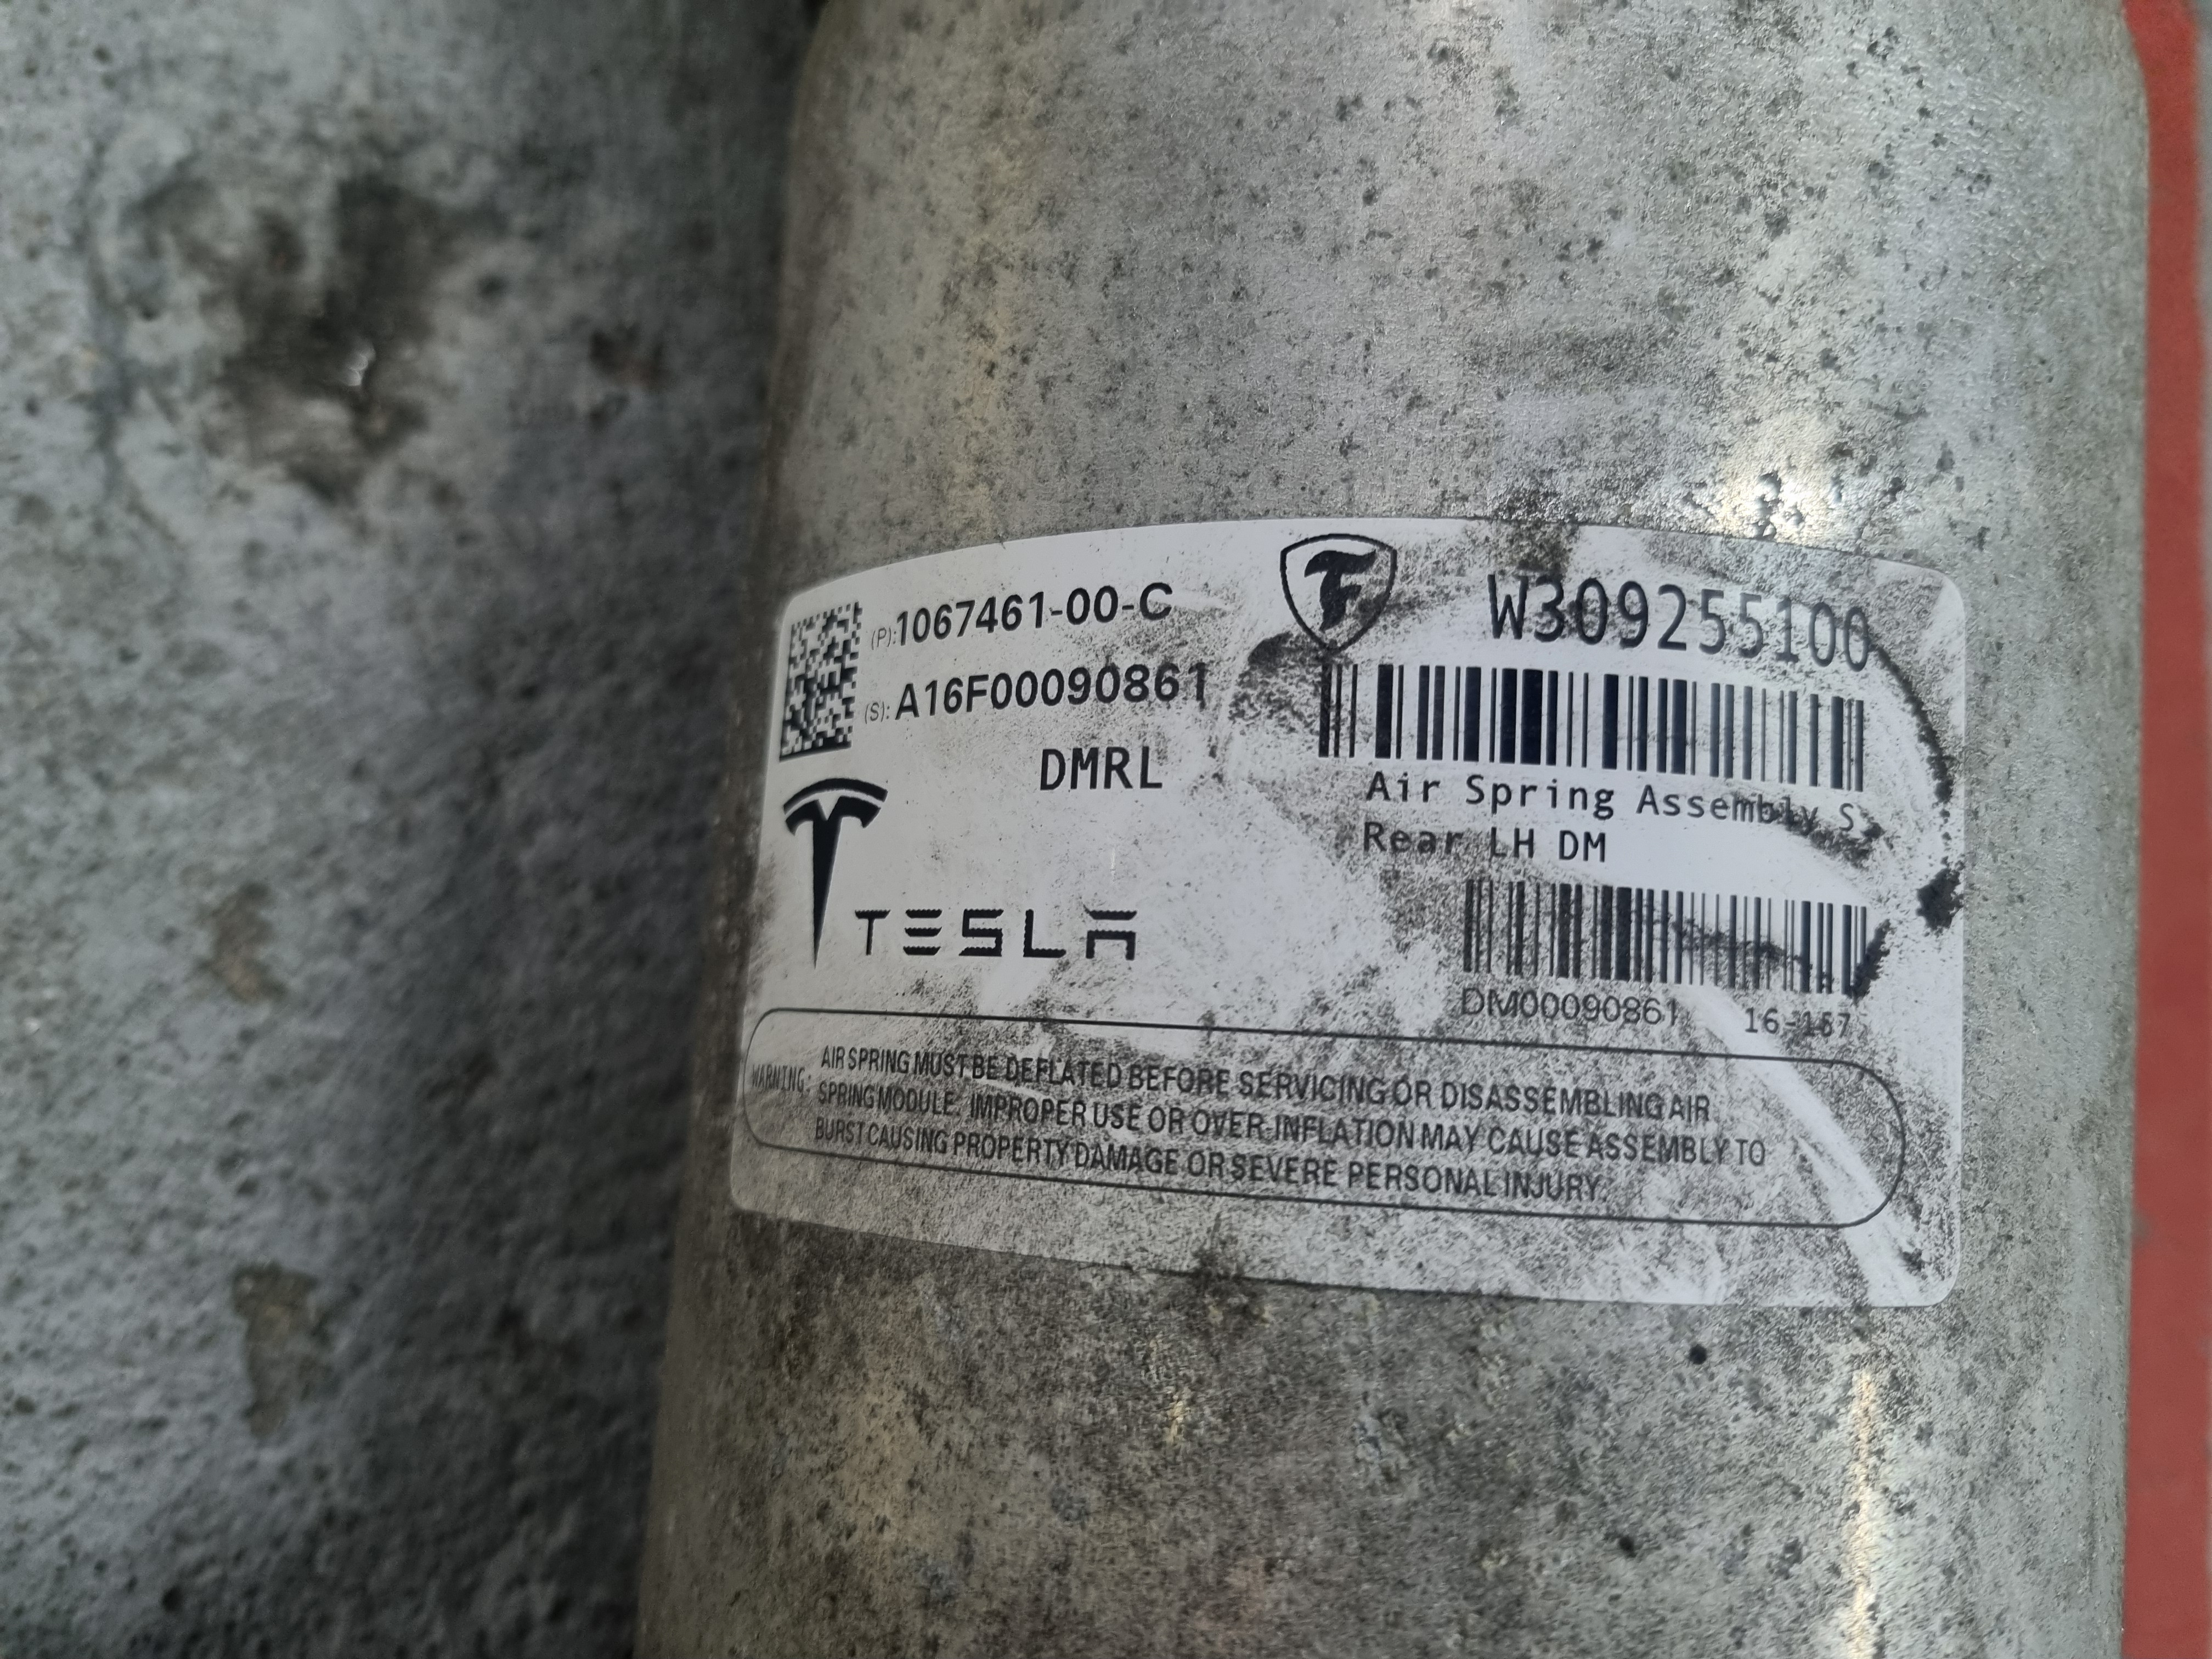 (P):1067461-00-C
(S):A16F00090861
DMRL
TESLA
F
W309255100
Air Spring Assembly S
Rear LH DM
DM00090861 16-167
WARNING: AIR SPRING MUST BE DEFLATED BEFORE SERVICING OR DISASSEMBLING AIR
SPRING MODULE. IMPROPER USE OR OVER-INFLATION MAY CAUSE ASSEMBLY TO
BURST CAUSING PROPERTY DAMAGE OR SEVERE PERSONAL INJURY.